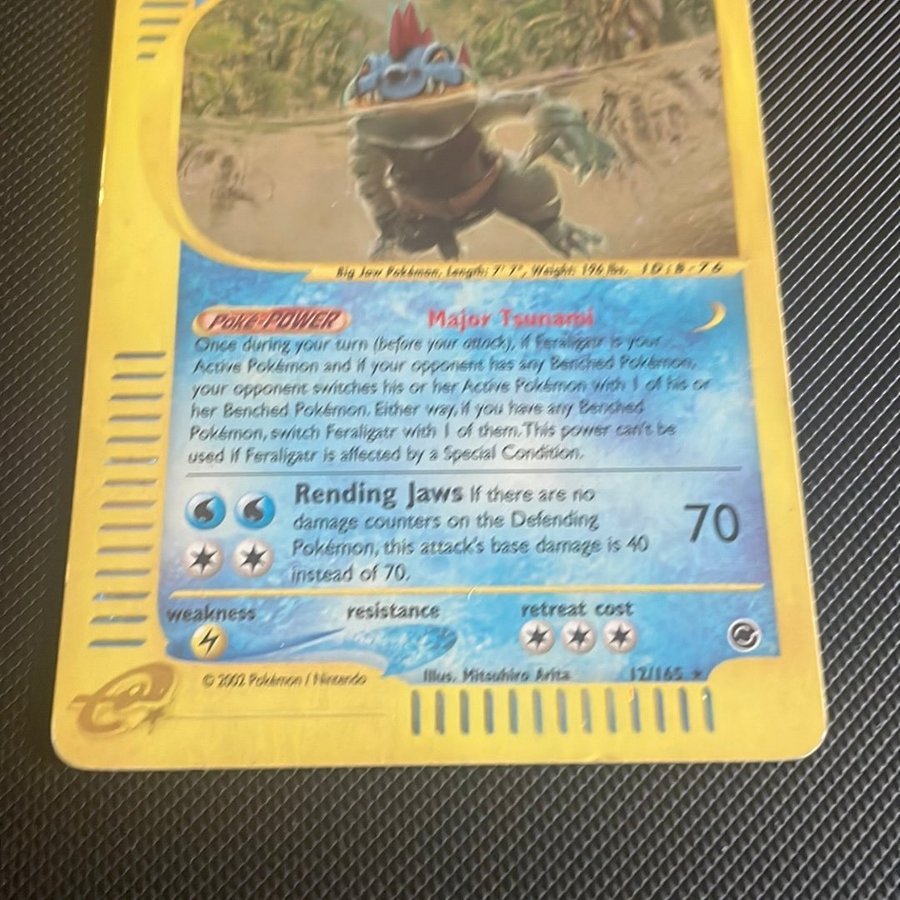 Big Jaw Pokémon, Length: 7' 7", Weight: 196 lbs.
Poké-POWER Major Tsunami
Once during your turn (before your attack), if Feraligatr is your
Active Pokémon and if your opponent has any Benched Pokémon,
your opponent switches his or her Active Pokémon with 1 of his or
her Benched Pokémon. Either way, if you have any Benched
Pokémon, switch Feraligatr with 1 of them. This power can't be
used if Feraligatr is affected by a Special Condition.
Rending Jaws If there are no
damage counters on the Defending
Pokémon, this attack's base damage is 40
instead of 70.
70
weakness resistance retreat cost
© 2002 Pokémon / Nintendo Illus. Mitsuhiro Arita 12/165 ★
e